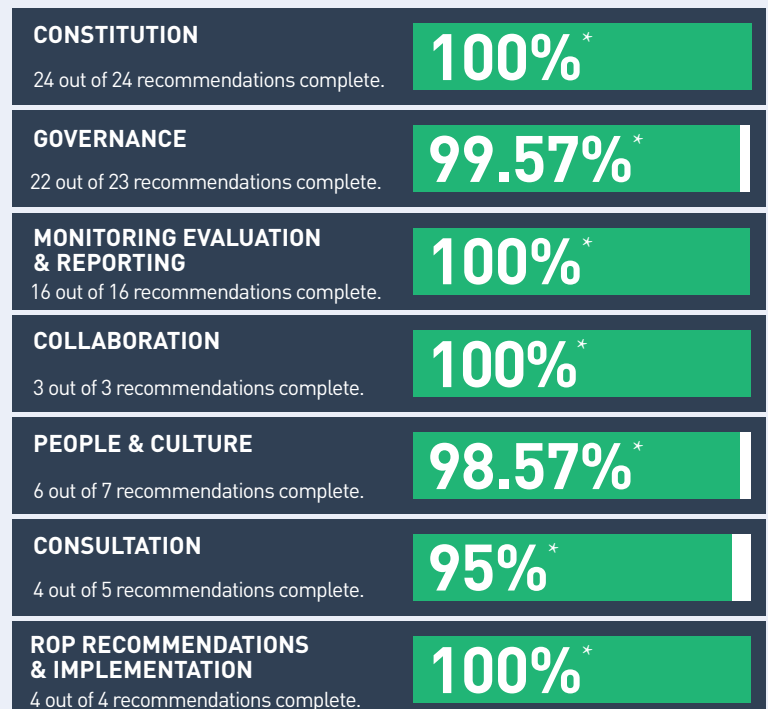 CONSTITUTION
24 out of 24 recommendations complete.
100%*
GOVERNANCE
22 out of 23 recommendations complete.
99.57%*
MONITORING EVALUATION
& REPORTING
16 out of 16 recommendations complete.
100%*
COLLABORATION
3 out of 3 recommendations complete.
100%*
PEOPLE & CULTURE
6 out of 7 recommendations complete.
98.57%*
CONSULTATION
4 out of 5 recommendations complete.
95%*
ROP RECOMMENDATIONS
& IMPLEMENTATION
4 out of 4 recommendations complete.
100%*